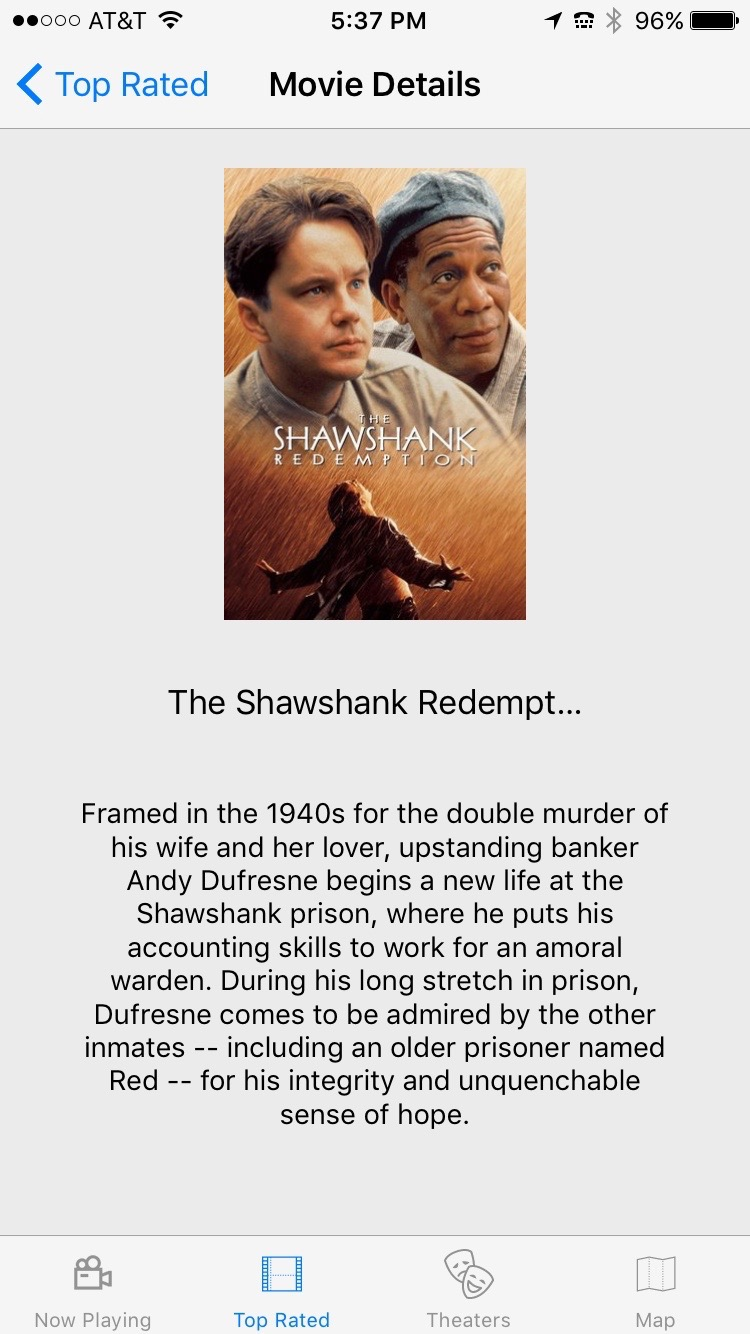 AT&T 5:37 PM 96%
Top Rated Movie Details
THE
SHAWSHANK
REDEMPTION
The Shawshank Redempt...
Framed in the 1940s for the double murder of
his wife and her lover, upstanding banker
Andy Dufresne begins a new life at the
Shawshank prison, where he puts his
accounting skills to work for an amoral
warden. During his long stretch in prison,
Dufresne comes to be admired by the other
inmates -- including an older prisoner named
Red -- for his integrity and unquenchable
sense of hope.
Now Playing Top Rated Theaters Map